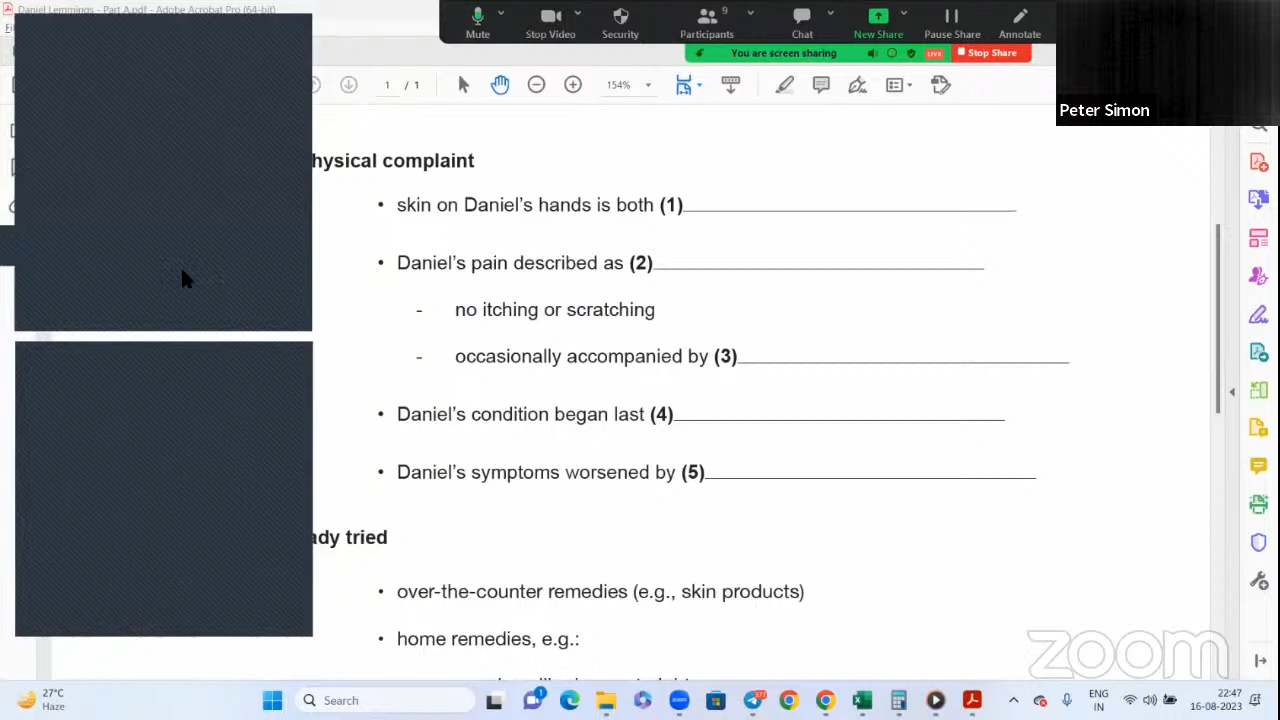 Daniel Lemmings - Part A.pdf - Adobe Acrobat Pro (64-bit)
Mute
Stop Video
Security
9
Participants
Chat
New Share
Pause Share
Annotate
You are screen sharing
LIVE
Stop Share
1 / 1
154%
Peter Simon
hysical complaint
• skin on Daniel's hands is both (1)
• Daniel's pain described as (2)
- no itching or scratching
- occasionally accompanied by (3)
• Daniel's condition began last (4)
• Daniel's symptoms worsened by (5)
ady tried
• over-the-counter remedies (e.g., skin products)
• home remedies, e.g.:
zoom
27°C
Haze
Search
1
377
ENG
IN
22:47
16-08-2023